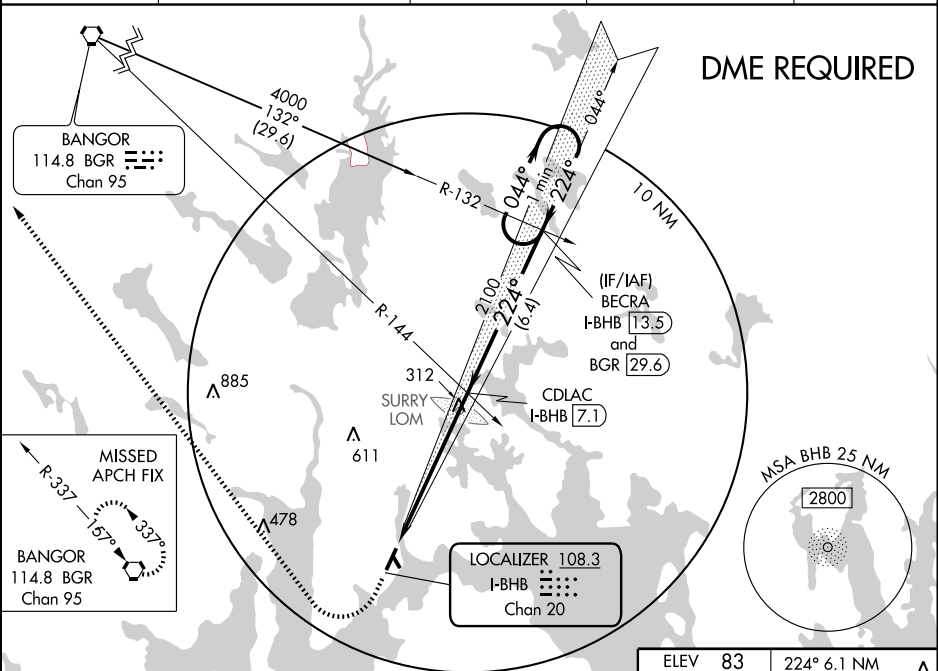 DME REQUIRED
4000
132°
(29.6)
BANGOR
114.8 BGR
Chan 95
R-132
044°
1 min
224°
044°
10 NM
(IF/IAF)
BECRA
I-BHB 13.5
and
BGR 29.6
2100
224°
(6.4)
R-144
312
SURRY
LOM
CDLAC
I-BHB 7.1
885
611
478
MISSED
APCH FIX
R-337
157°
337°
BANGOR
114.8 BGR
Chan 95
LOCALIZER 108.3
I-BHB
Chan 20
MSA BHB 25 NM
2800
ELEV 83
224° 6.1 NM